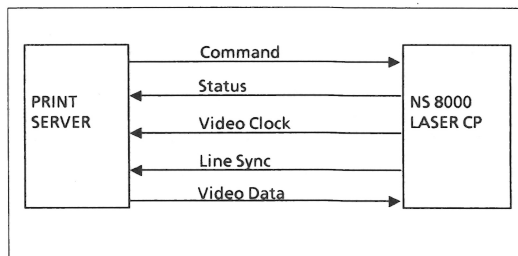 Command
Status
PRINT
SERVER
NS 8000
LASER CP
Video Clock
Line Sync
Video Data